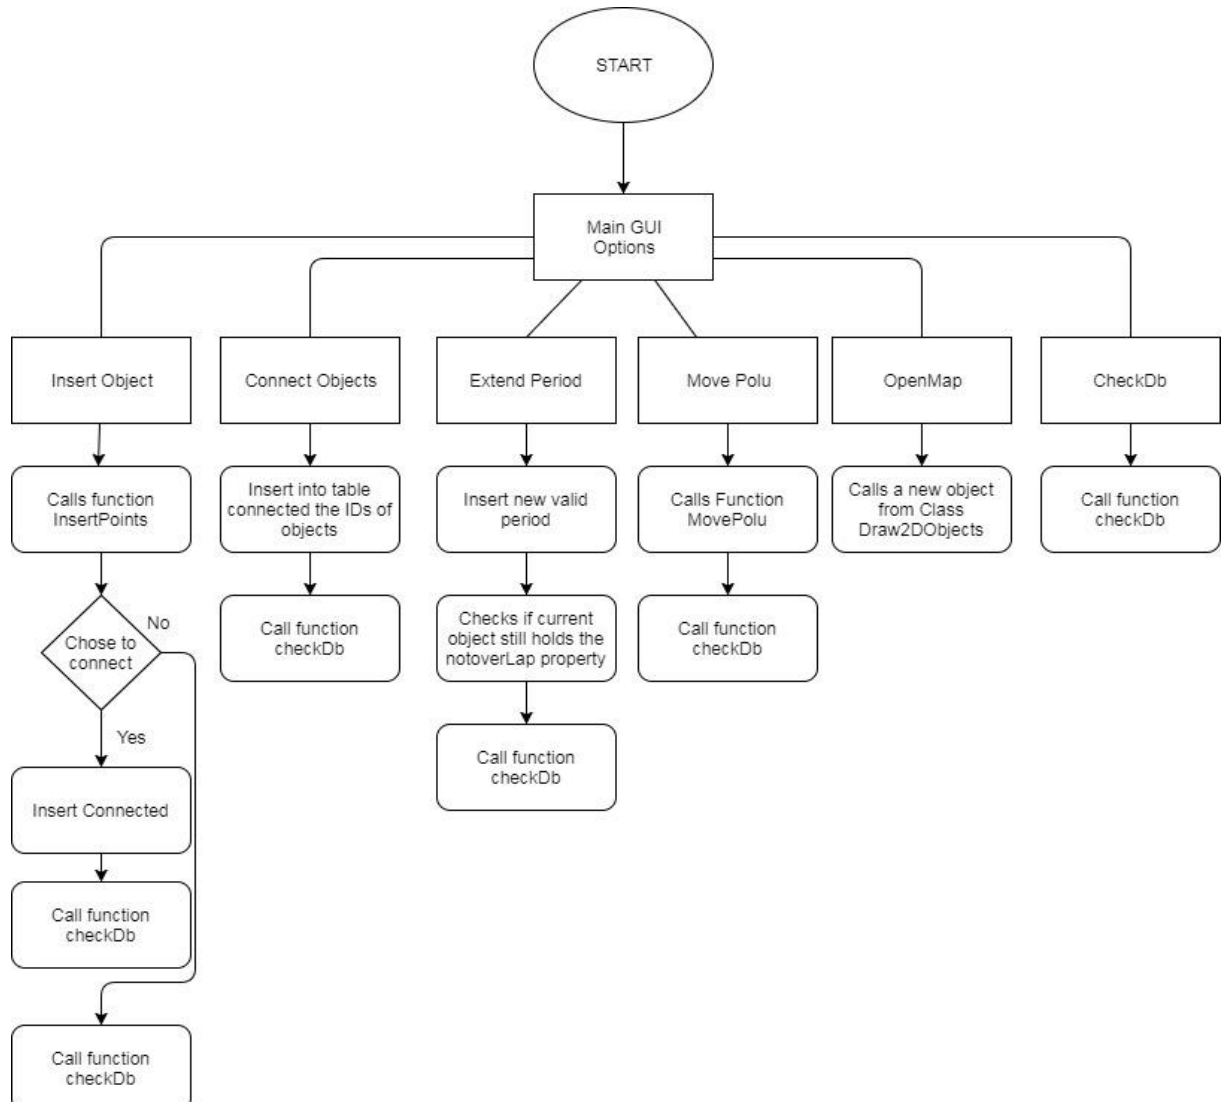 START
Main GUI
Options
Insert Object
Connect Objects
Extend Period
Move Polu
OpenMap
CheckDb
Calls function
InsertPoints
Insert into table
connected the IDs of
objects
Insert new valid
period
Calls Function
MovePolu
Calls a new object
from Class
Draw2DObjects
Call function
checkDb
Chose to
connect
No
Yes
Call function
checkDb
Checks if current
object still holds the
notoverLap property
Call function
checkDb
Call function
checkDb
Insert Connected
Call function
checkDb
Call function
checkDb